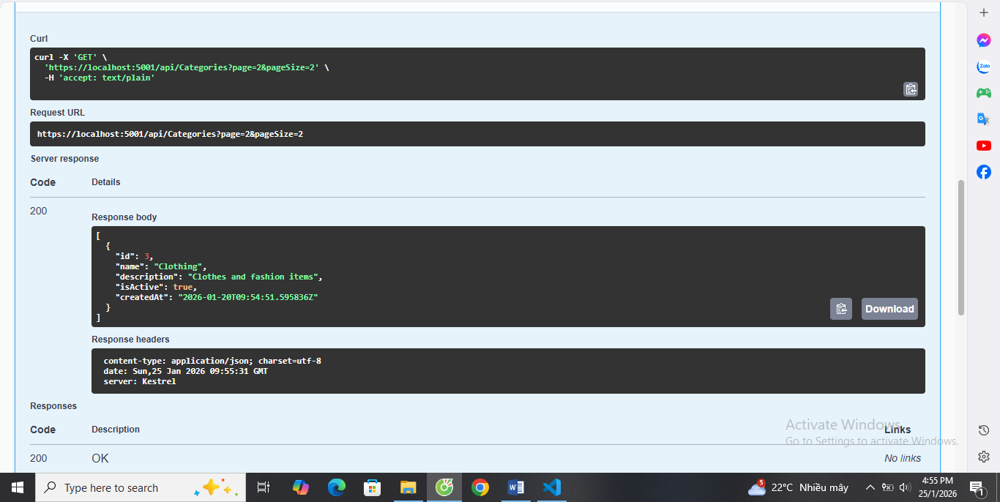 Curl
curl -X 'GET' \
'https://localhost:5001/api/Categories?page=2&pageSize=2' \
-H 'accept: text/plain'
Request URL
https://localhost:5001/api/Categories?page=2&pageSize=2
Server response
Code Details
200
Response body
[
{
"id": 3,
"name": "Clothing",
"description": "Clothes and fashion items",
"isActive": true,
"createdAt": "2026-01-20T09:54:51.595836Z"
}
]
Download
Response headers
content-type: application/json; charset=utf-8
date: Sun,25 Jan 2026 09:55:31 GMT
server: Kestrel
Responses
Code Description Links
200 OK No links
Activate Windows
Go to Settings to activate Windows.
Zalo
Type here to search
5
22°C Nhiều mây
4:55 PM
25/1/2026
1